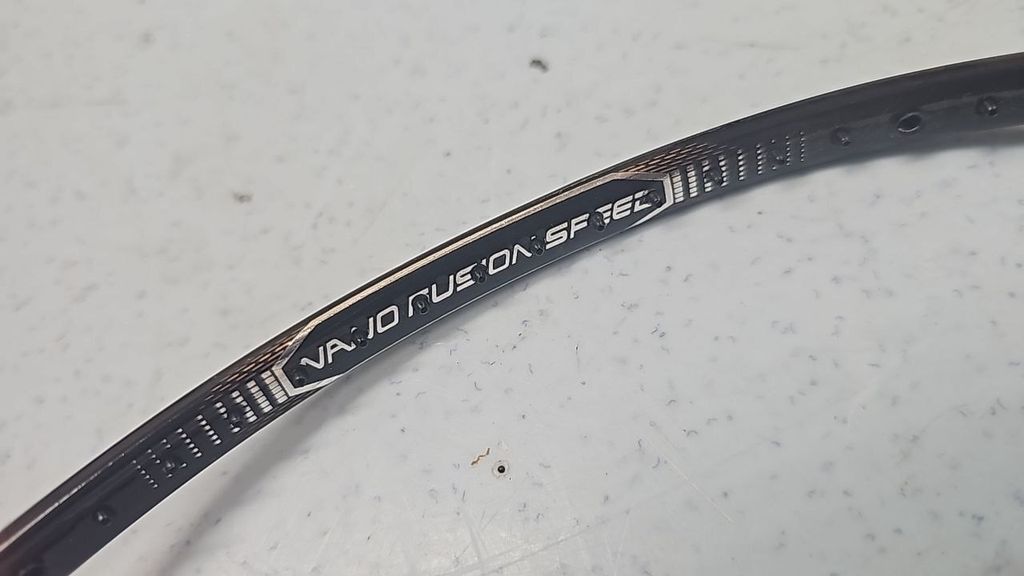 NANO FUSION SPEED